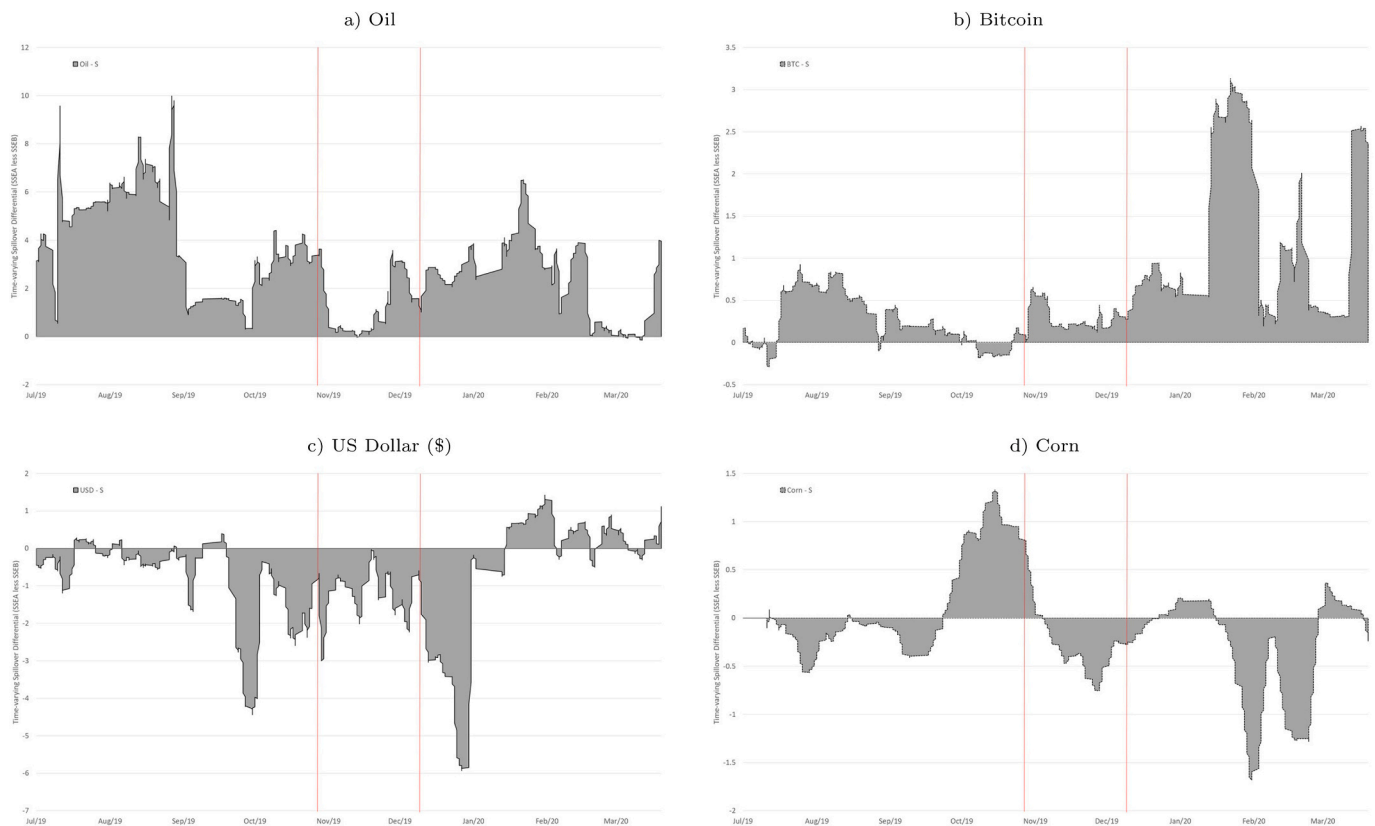 a) Oil
12
Oil - S
10
8
6
4
2
0
-2
Time-varying Spillover Differential (SSEA less SSEB)
Jul/19 Aug/19 Sep/19 Oct/19 Nov/19 Dec/19 Jan/20 Feb/20 Mar/20
b) Bitcoin
3.5
BTC - S
3
2.5
2
1.5
1
0.5
0
-0.5
Time-varying Spillover Differential (SSEA less SSEB)
Jul/19 Aug/19 Sep/19 Oct/19 Nov/19 Dec/19 Jan/20 Feb/20 Mar/20
c) US Dollar ($)
2
USD - S
1
0
-1
-2
-3
-4
-5
-6
-7
Time-varying Spillover Differential (SSEA less SSEB)
Jul/19 Aug/19 Sep/19 Oct/19 Nov/19 Dec/19 Jan/20 Feb/20 Mar/20
d) Corn
1.5
Corn - S
1
0.5
0
-0.5
-1
-1.5
-2
Time-varying Spillover Differential (SSEA less SSEB)
Jul/19 Aug/19 Sep/19 Oct/19 Nov/19 Dec/19 Jan/20 Feb/20 Mar/20